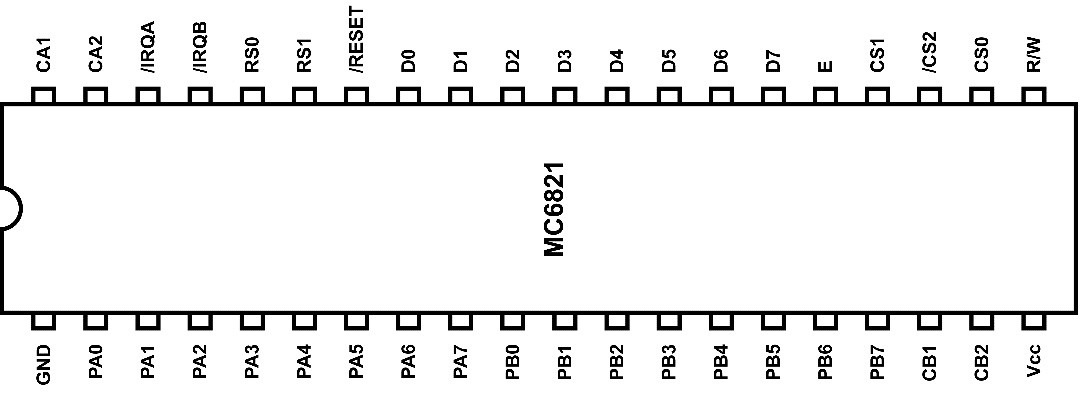 CA1
CA2
/IRQA
/IRQB
RS0
RS1
/RESET
D0
D1
D2
D3
D4
D5
D6
D7
E
CS1
/CS2
CS0
R/W
MC6821
GND
PA0
PA1
PA2
PA3
PA4
PA5
PA6
PA7
PB0
PB1
PB2
PB3
PB4
PB5
PB6
PB7
CB1
CB2
Vcc